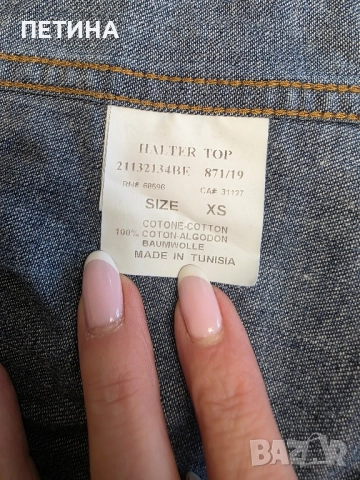 ПЕТИНА
HALTER TOP
21132134BE 871/19
RN# 68696 CA# 31127
SIZE XS
COTONE-COTTON
100% COTON-ALGODON
BAUMWOLLE
MADE IN TUNISIA
BAZAR